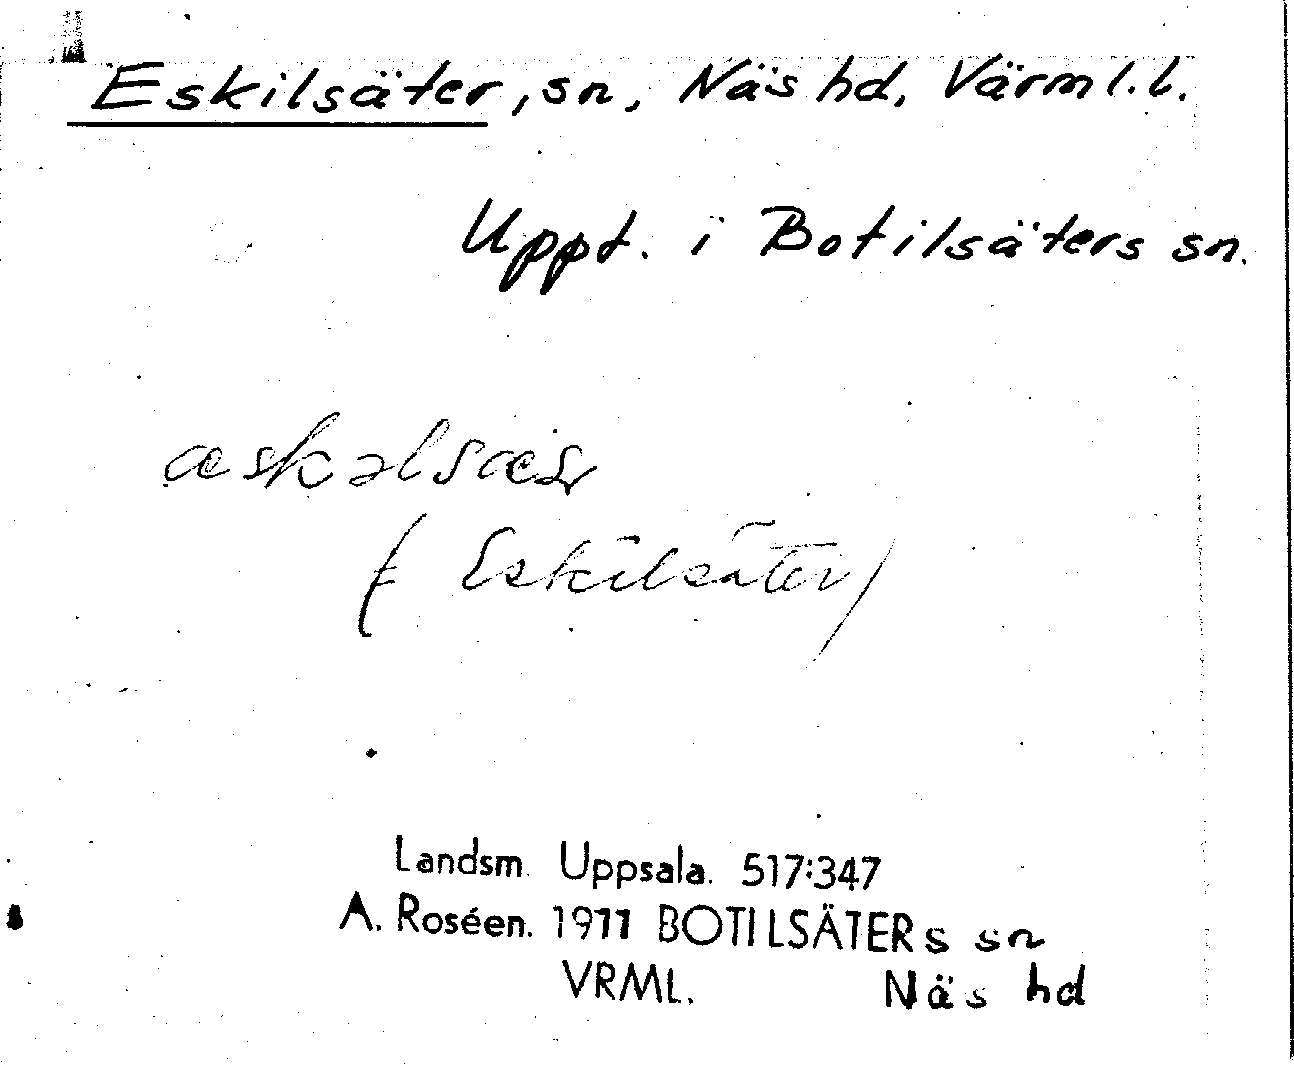 Eskilsäter, sn, Näs hd, Värml. l.
Uppt. i Botilsäters sn.
(Eskilsäter)
Landsm. Uppsala. 517:347
A. Roséen. 1911 BOTILSÄTERs sn
VRML. Näs hd